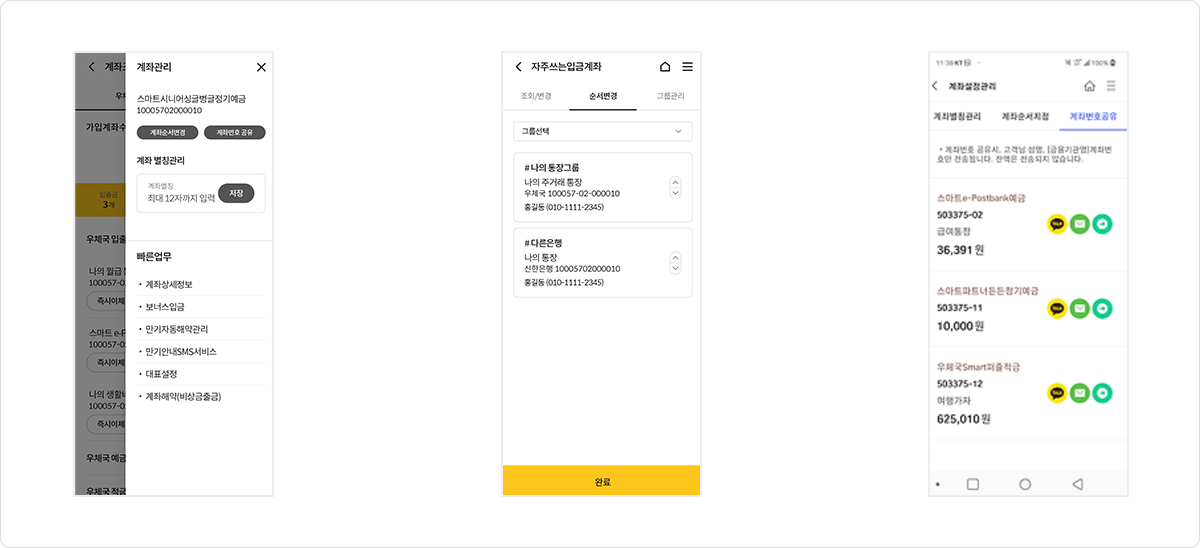 계좌조
우체
가입계좌수
입출금
3개
우체국 입출
나의 월급
100057-0
즉시이체
스마트 e-P
100057-0
즉시이체
나의 생활비
100057-0
즉시이체
우체국 예금
우체국 적금
계좌관리
스마트시니어싱글벙글정기예금
10005702000010
계좌순서변경 계좌번호 공유
계좌 별칭관리
계좌별칭
최대 12자까지 입력 저장
빠른업무
• 계좌상세정보
• 보너스입금
• 만기자동해약관리
• 만기안내SMS서비스
• 대표설정
• 계좌해약(비상금출금)
자주쓰는입금계좌
조회/변경 순서변경 그룹관리
그룹선택
# 나의 통장그룹
나의 주거래 통장
우체국 100057-02-000010
홍길동 (010-1111-2345)
# 다른은행
나의 통장
신한은행 10005702000010
홍길동 (010-1111-2345)
완료
11:38 KT 100%
계좌설정관리
계좌별칭관리 계좌순서지정 계좌번호공유
• 계좌번호 공유시, 고객님 성명, [금융기관명]계좌번
호만 전송됩니다. 잔액은 전송되지 않습니다.
스마트e-Postbank예금
503375-02
급여통장
36,391 원
TALK
스마트파트너든든정기예금
503375-11
10,000 원
TALK
우체국Smart퍼즐적금
503375-12
여행가자
625,010 원
TALK